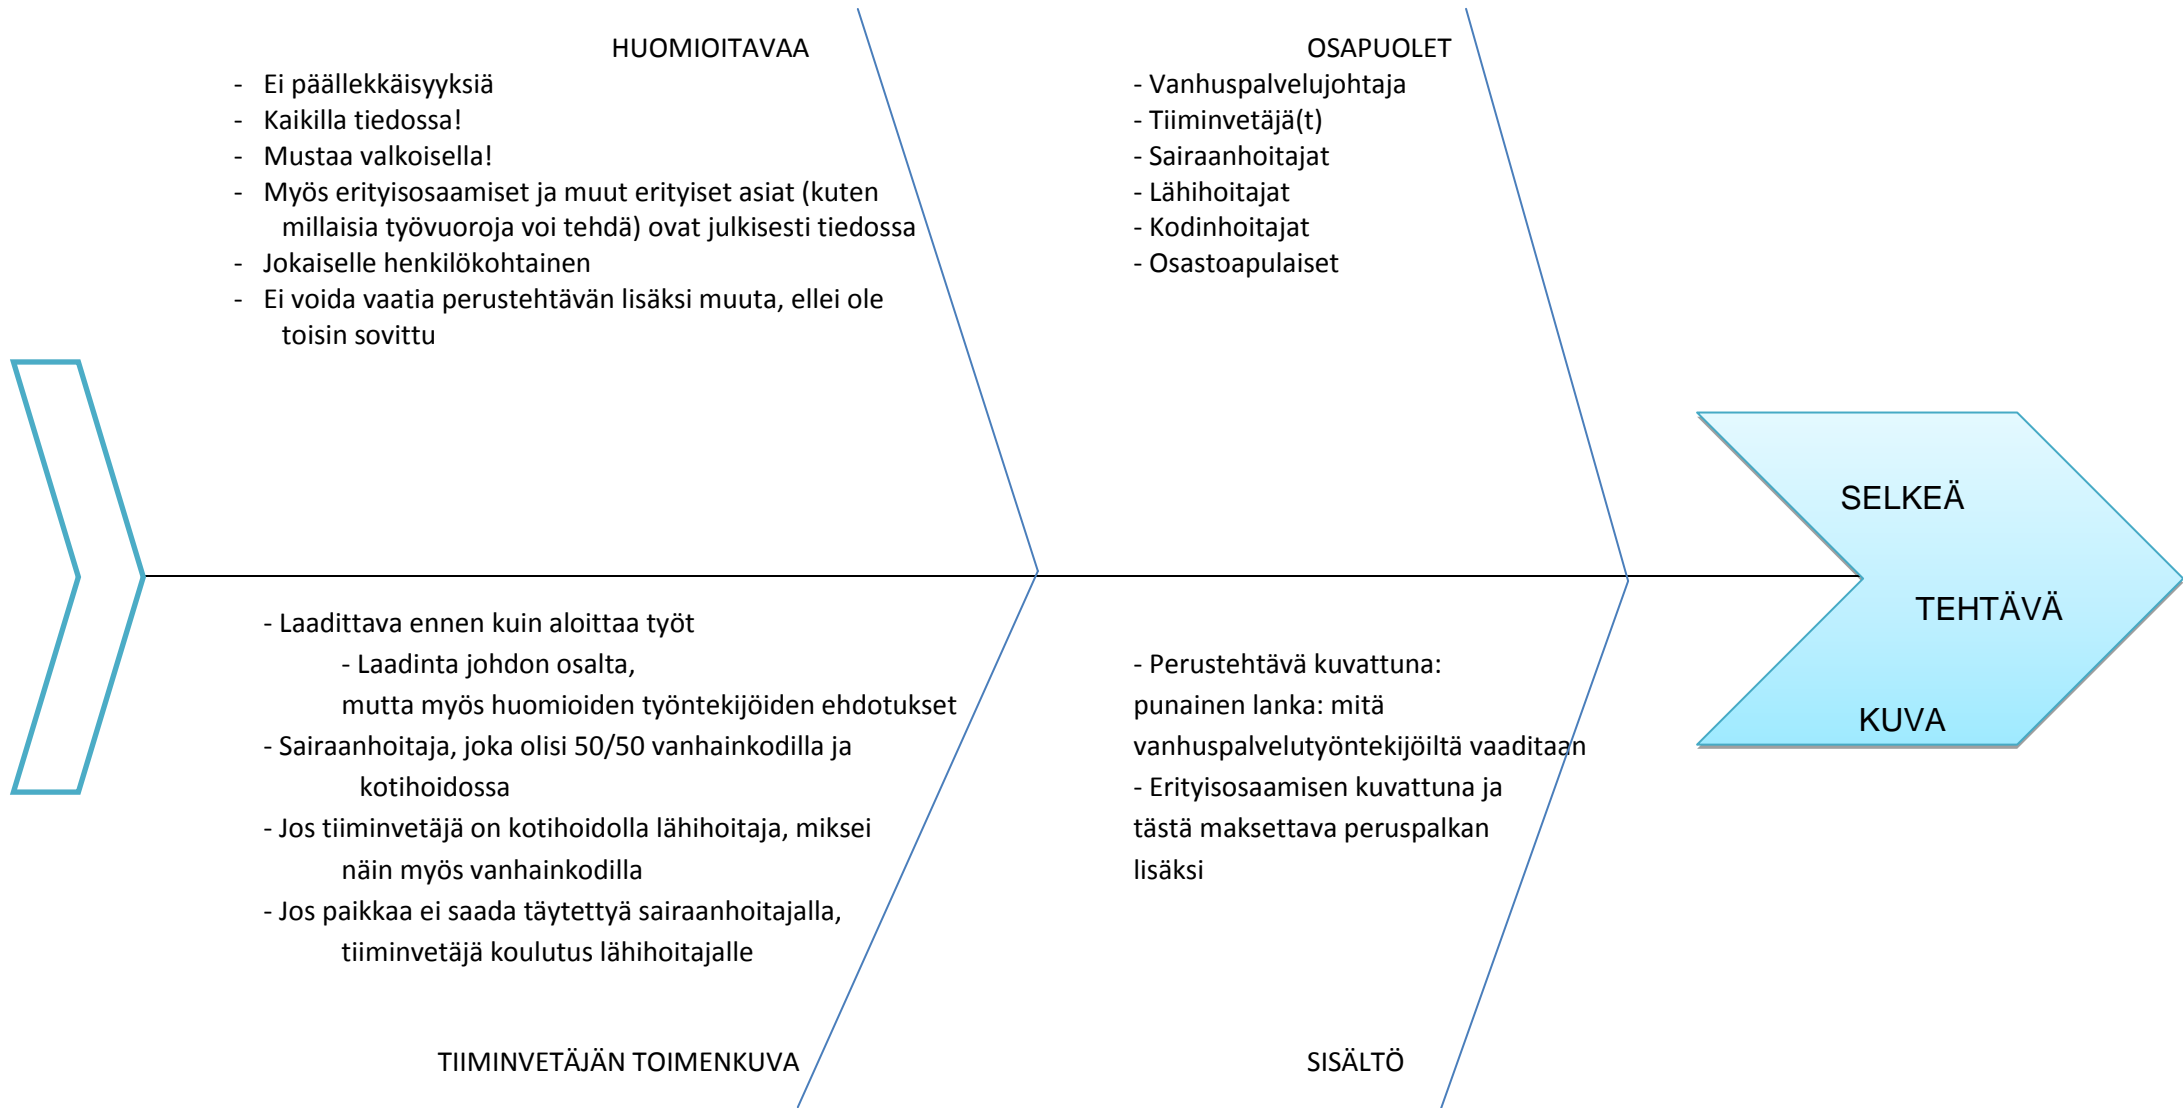 HUOMIOITAVAA
- Ei päällekkäisyyksiä
- Kaikilla tiedossa!
- Mustaa valkoisella!
- Myös erityisosaamiset ja muut erityiset asiat (kuten
millaisia työvuoroja voi tehdä) ovat julkisesti tiedossa
- Jokaiselle henkilökohtainen
- Ei voida vaatia perustehtävän lisäksi muuta, ellei ole
toisin sovittu
OSAPUOLET
- Vanhuspalvelujohtaja
- Tiiminvetäjä(t)
- Sairaanhoitajat
- Lähihoitajat
- Kodinhoitajat
- Osastoapulaiset
SELKEÄ
TEHTÄVÄ
KUVA
- Laadittava ennen kuin aloittaa työt
- Laadinta johdon osalta,
mutta myös huomioiden työntekijöiden ehdotukset
- Sairaanhoitaja, joka olisi 50/50 vanhainkodilla ja
kotihoidossa
- Jos tiiminvetäjä on kotihoidolla lähihoitaja, miksei
näin myös vanhainkodilla
- Jos paikkaa ei saada täytettyä sairaanhoitajalla,
tiiminvetäjä koulutus lähihoitajalle
TIIMINVETÄJÄN TOIMENKUVA
- Perustehtävä kuvattuna:
punainen lanka: mitä
vanhuspalvelutyöntekijöiltä vaaditaan
- Erityisosaamisen kuvattuna ja
tästä maksettava peruspalkan
lisäksi
SISÄLTÖ